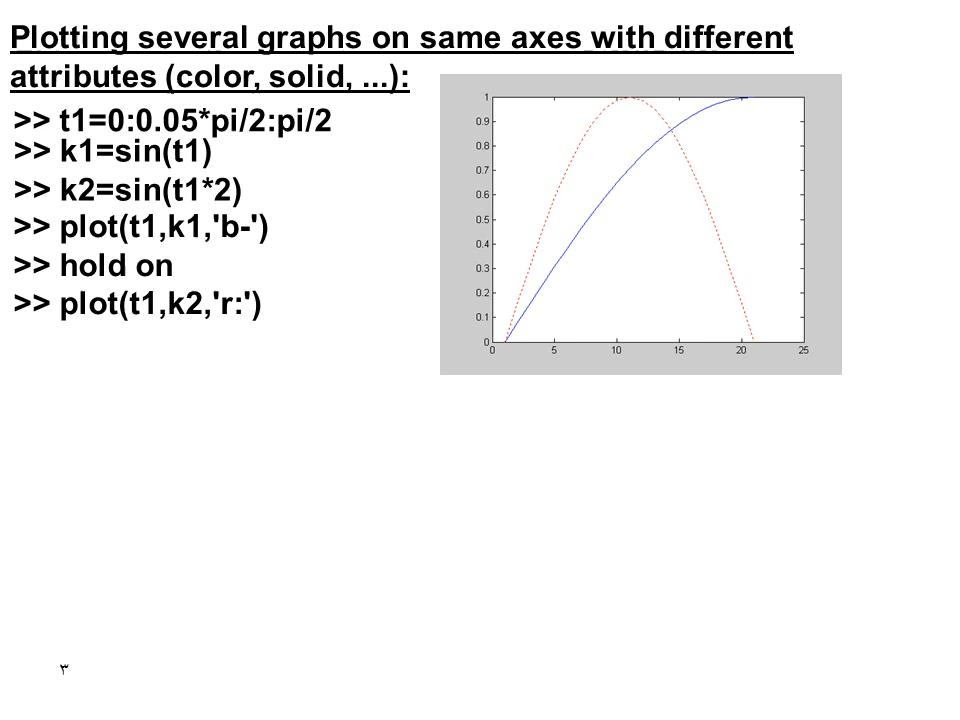 Plotting several graphs on same axes with different
attributes (color, solid, ...):
>> t1=0:0.05*pi/2:pi/2
>> k1=sin(t1)
>> k2=sin(t1*2)
>> plot(t1,k1,'b-')
>> hold on
>> plot(t1,k2,'r:')
1
0.9
0.8
0.7
0.6
0.5
0.4
0.3
0.2
0.1
0
0 5 10 15 20 25
٣